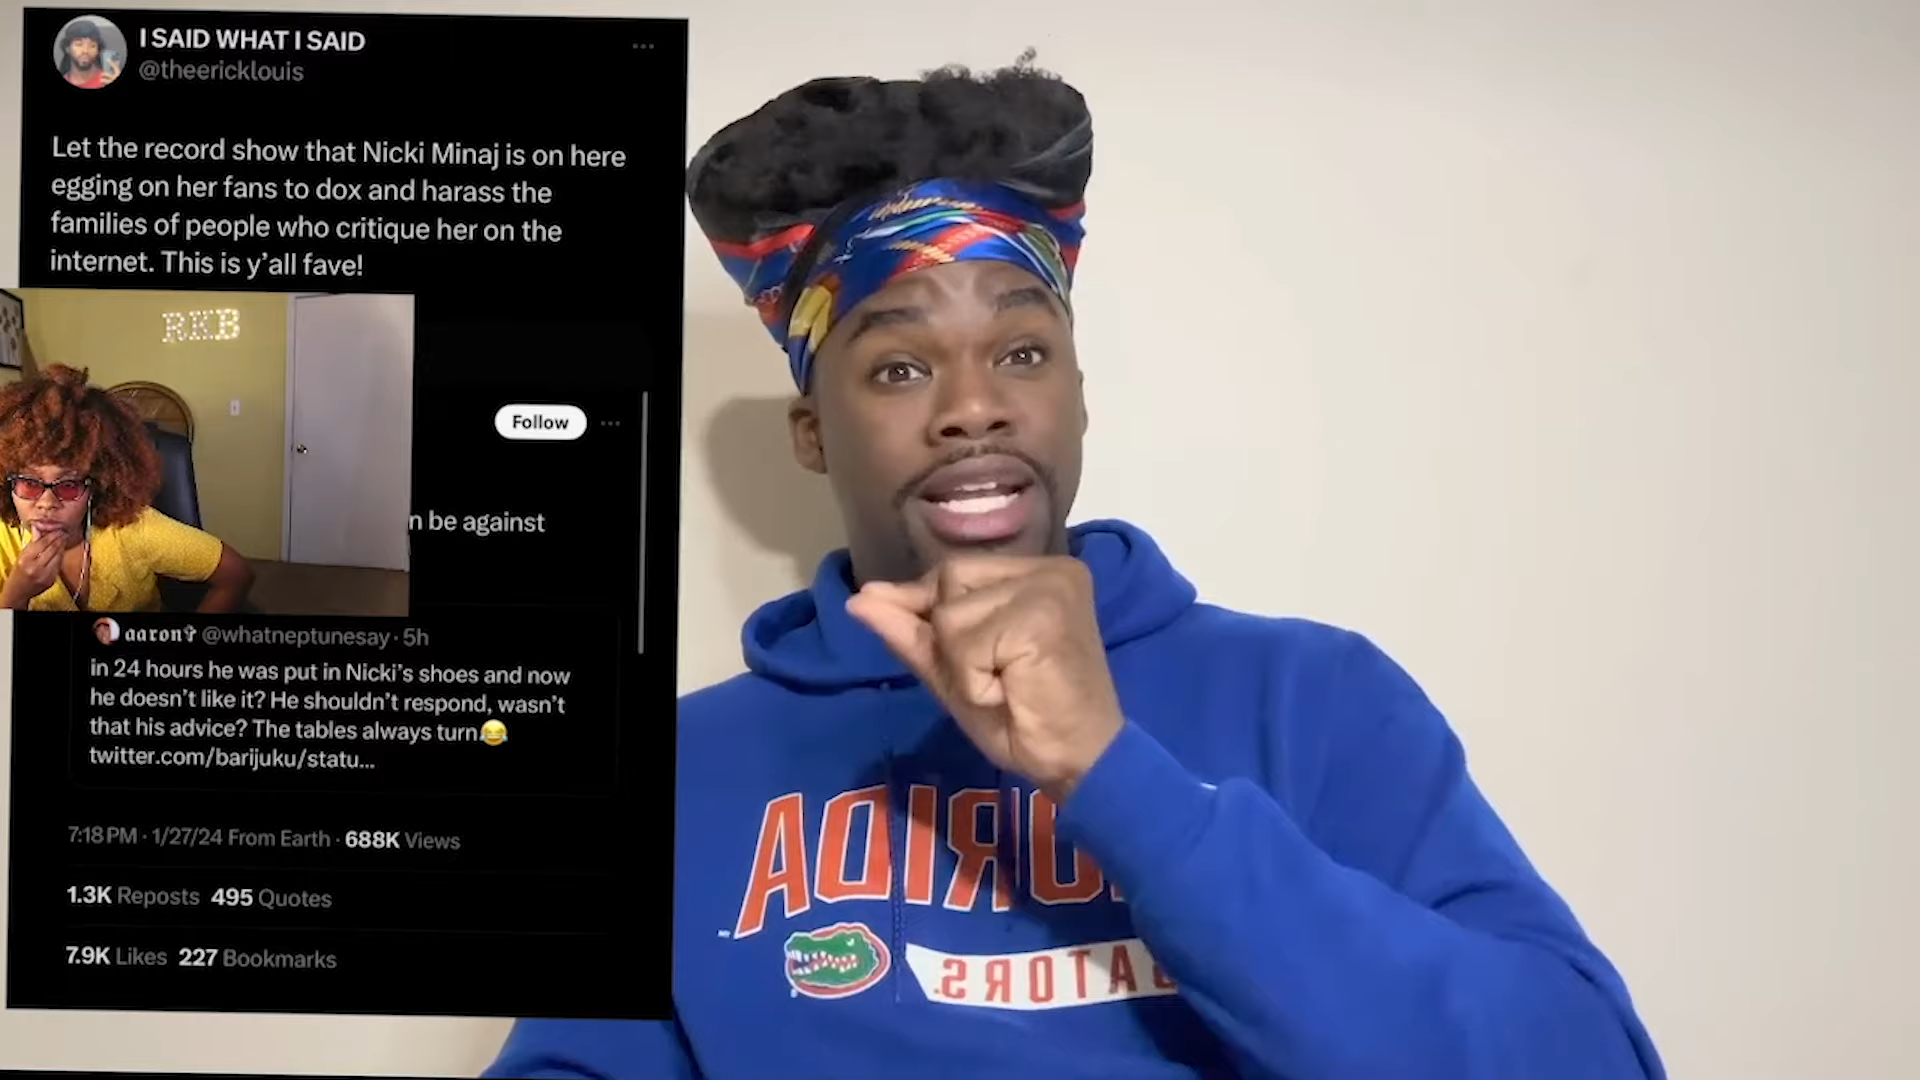 I SAID WHAT I SAID
@theericklouis
Let the record show that Nicki Minaj is on here
egging on her fans to dox and harass the
families of people who critique her on the
internet. This is y'all fave!
RKB
Follow
n be against
aaron✞ @whatneptunesay · 5h
in 24 hours he was put in Nicki's shoes and now
he doesn't like it? He shouldn't respond, wasn't
that his advice? The tables always turn😂
twitter.com/barijuku/statu...
7:18 PM · 1/27/24 From Earth · 688K Views
1.3K Reposts 495 Quotes
7.9K Likes 227 Bookmarks
ORIDA
ATORS.